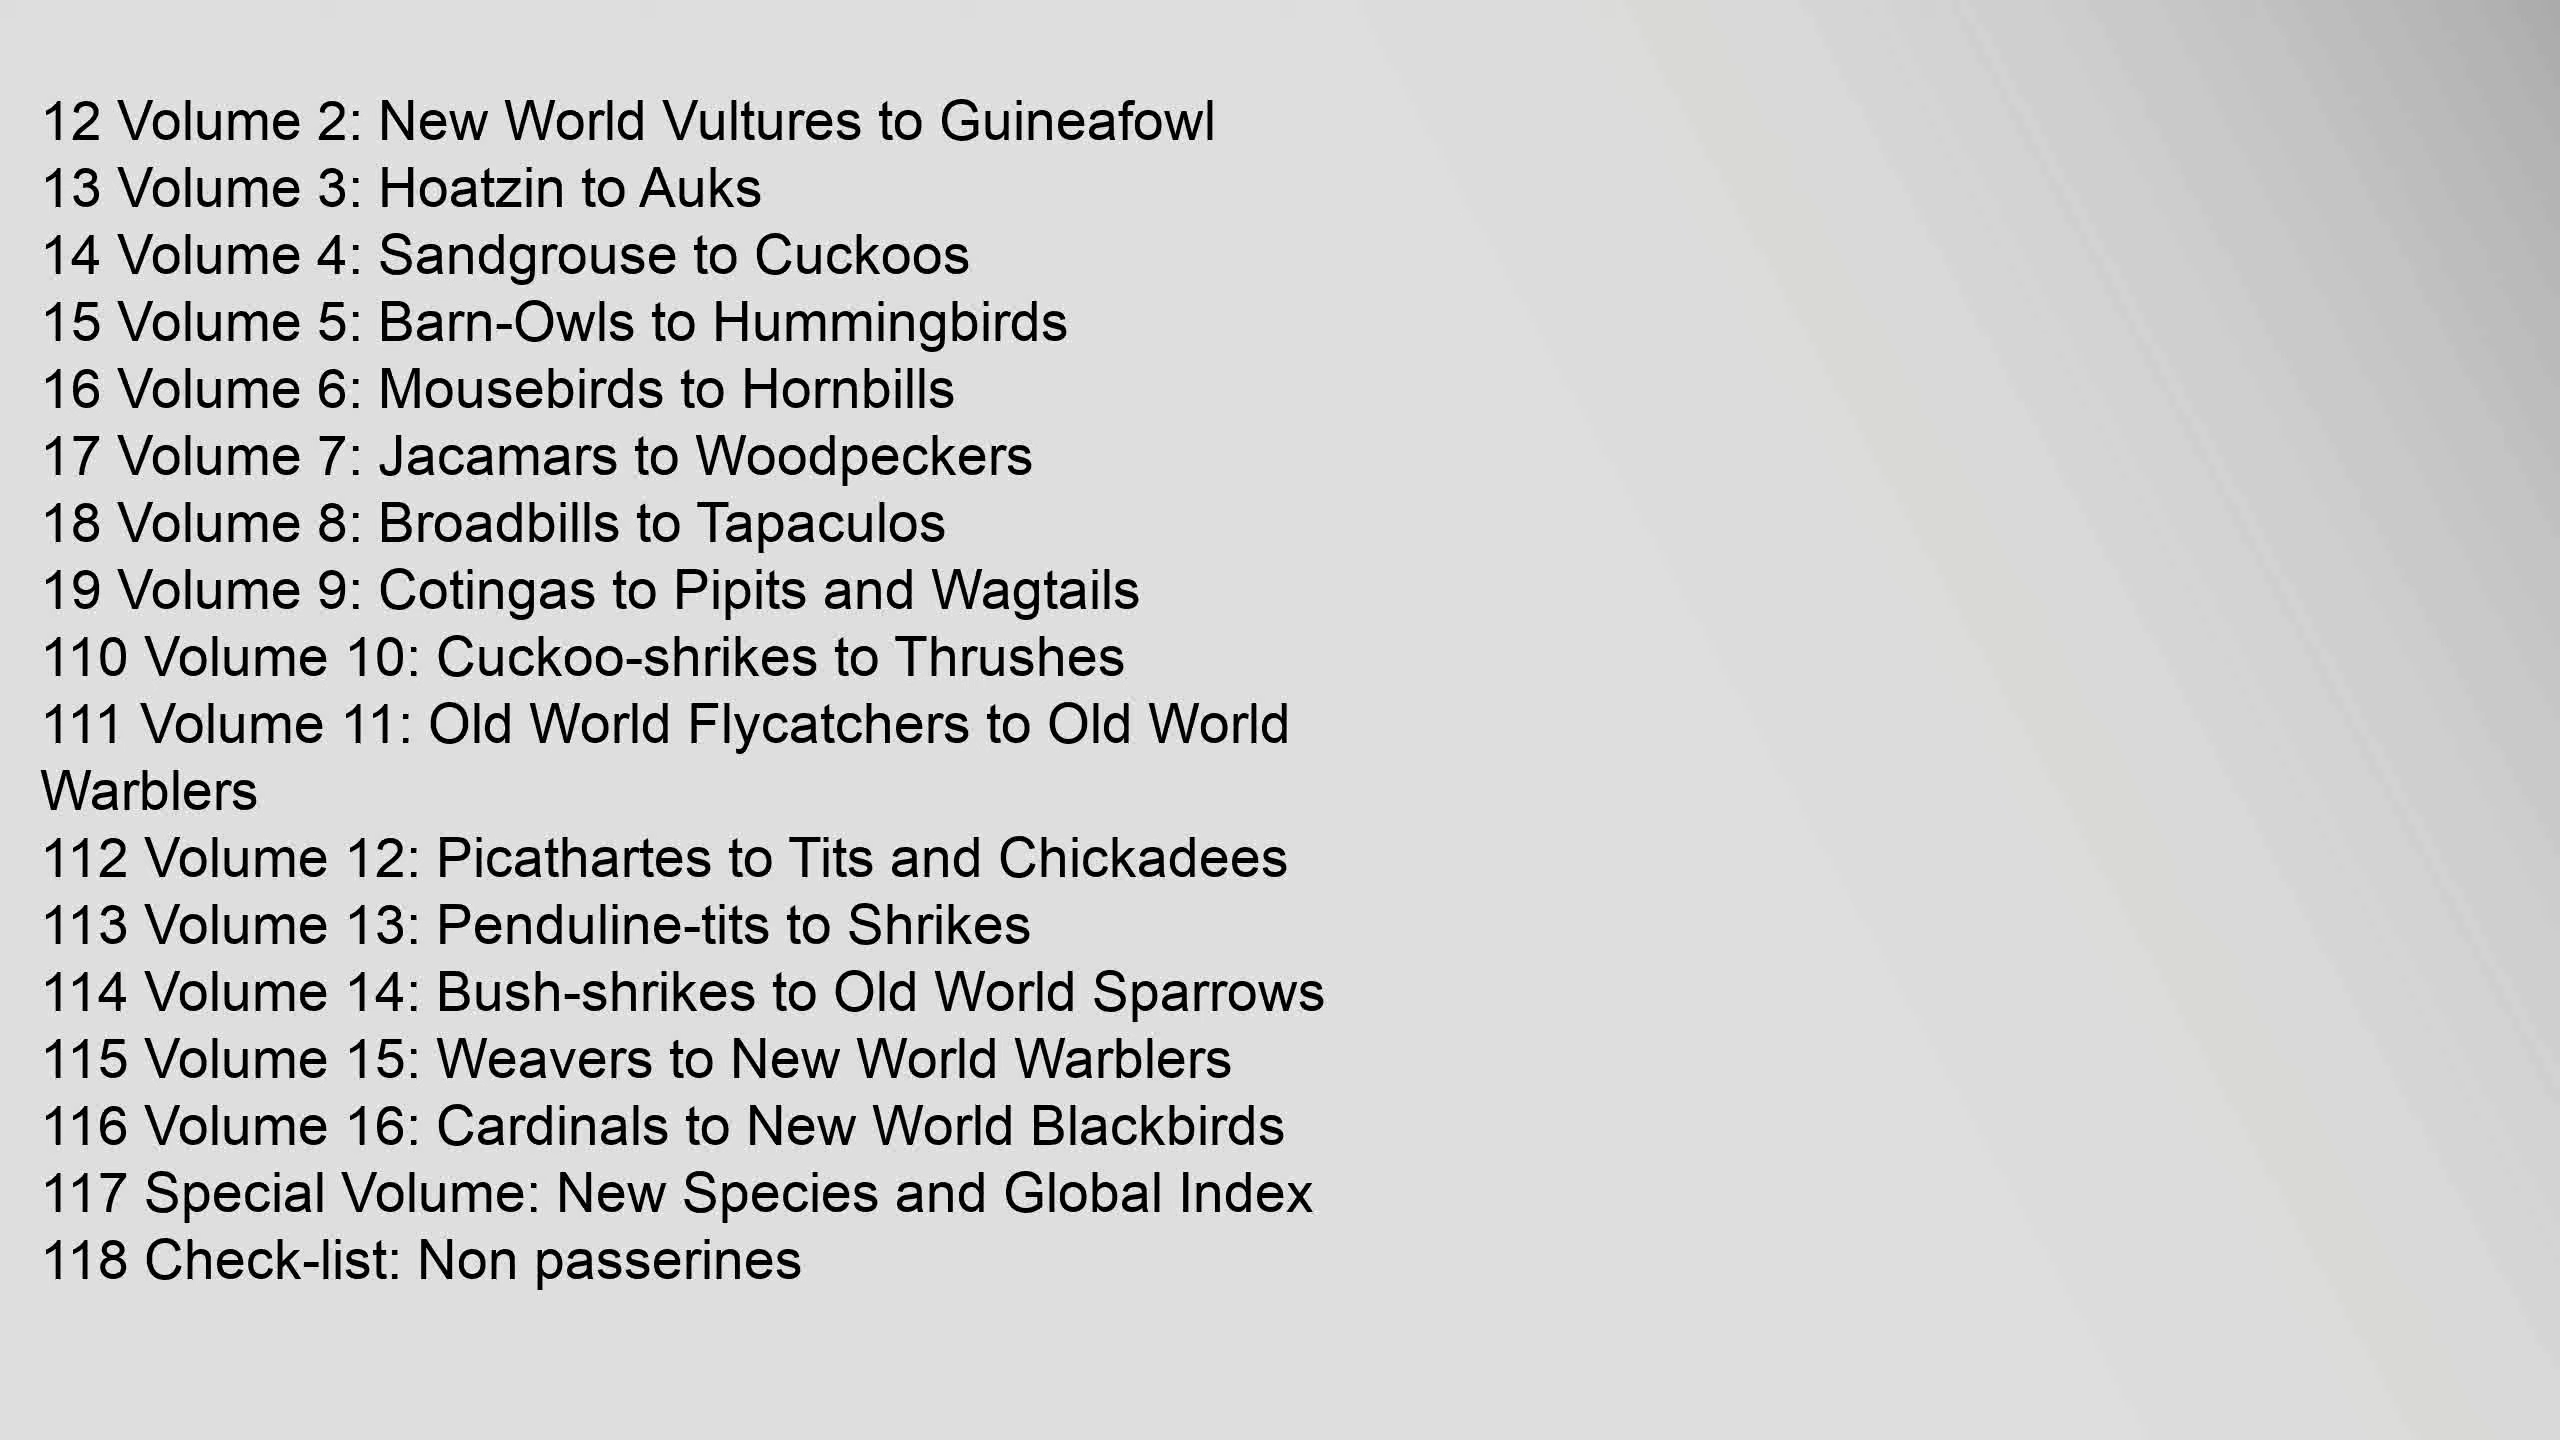 12 Volume 2: New World Vultures to Guineafowl
13 Volume 3: Hoatzin to Auks
14 Volume 4: Sandgrouse to Cuckoos
15 Volume 5: Barn-Owls to Hummingbirds
16 Volume 6: Mousebirds to Hornbills
17 Volume 7: Jacamars to Woodpeckers
18 Volume 8: Broadbills to Tapaculos
19 Volume 9: Cotingas to Pipits and Wagtails
110 Volume 10: Cuckoo-shrikes to Thrushes
111 Volume 11: Old World Flycatchers to Old World
Warblers
112 Volume 12: Picathartes to Tits and Chickadees
113 Volume 13: Penduline-tits to Shrikes
114 Volume 14: Bush-shrikes to Old World Sparrows
115 Volume 15: Weavers to New World Warblers
116 Volume 16: Cardinals to New World Blackbirds
117 Special Volume: New Species and Global Index
118 Check-list: Non passerines